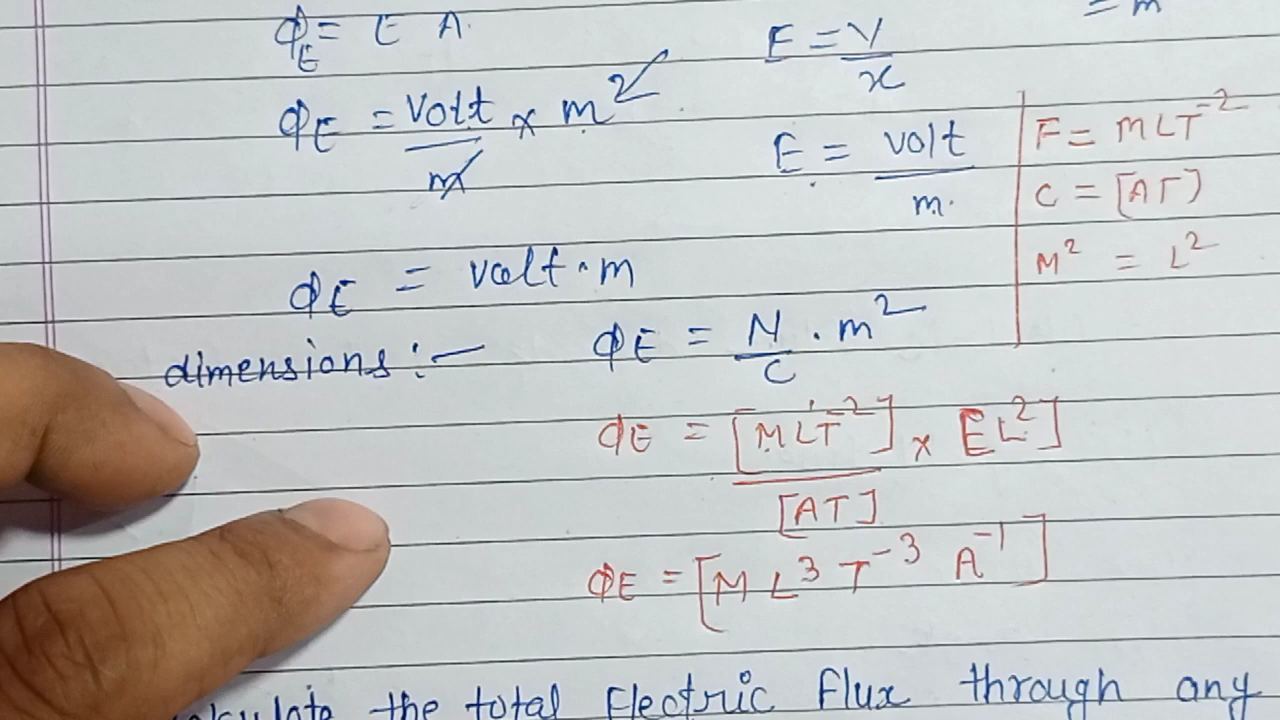 = m
ΦE = E A.
E = V/x
ΦE = Volt/m × m²
E = volt/m.
F = MLT⁻²
C = [AT]
M² = L²
ΦE = volt·m
dimensions :— ΦE = N/C . m²
ΦE = [MLT⁻²]/[AT] × [L²]
ΦE = [M L³ T⁻³ A⁻¹]
the total Electric Flux through any